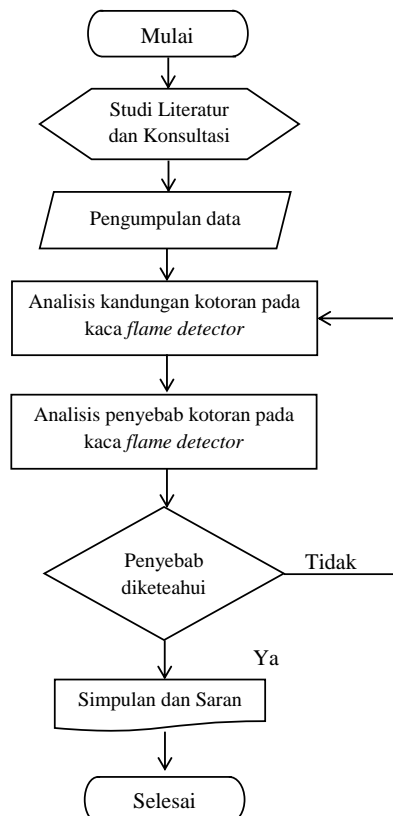 Mulai
Studi Literatur
dan Konsultasi
Pengumpulan data
Analisis kandungan kotoran pada
kaca flame detector
Analisis penyebab kotoran pada
kaca flame detector
Penyebab
diketeahui
Tidak
Ya
Simpulan dan Saran
Selesai